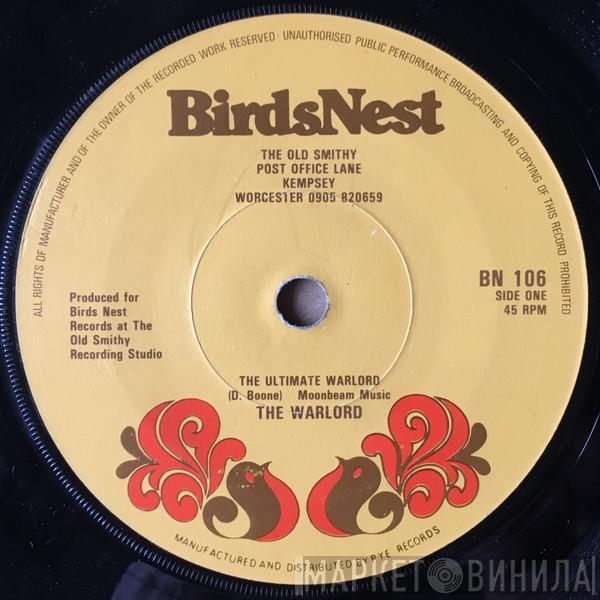 ALL RIGHTS OF MANUFACTURER AND OF THE OWNER OF THE RECORDED WORK RESERVED · UNAUTHORISED PUBLIC PERFORMANCE BROADCASTING AND COPYING OF THIS RECORD PROHIBITED
BirdsNest
THE OLD SMITHY
POST OFFICE LANE
KEMPSEY
WORCESTER 0905 820659
BN 106
SIDE ONE
45 RPM
Produced for
Birds Nest
Records at The
Old Smithy
Recording Studio
THE ULTIMATE WARLORD
(D. Boone) Moonbeam Music
THE WARLORD
MANUFACTURED AND DISTRIBUTED BY PYE RECORDS
МАРКЕТ ВИНИЛА